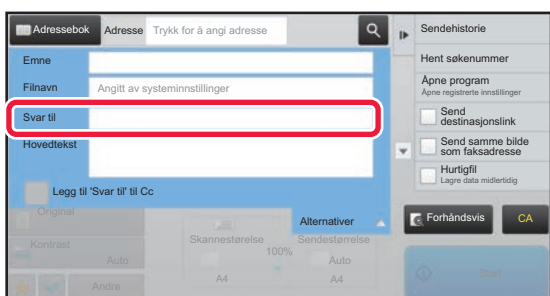 Adressebok Adresse Trykk for å angi adresse
Emne
Filnavn Angitt av systeminnstillinger
Svar til
Hovedtekst
Legg til 'Svar til' til Cc
Original
Alternativer
Skannestørelse Sendestørrelse
Kontrast
100%
Auto Auto
A4 A4
Andre
Sendehistorie
Hent søkenummer
Åpne program
Åpne registrerte innstillinger
Send
destinasjonslink
Send samme bilde
som faksadresse
Hurtigfil
Lagre data midlertidig
Forhåndsvis CA
Start